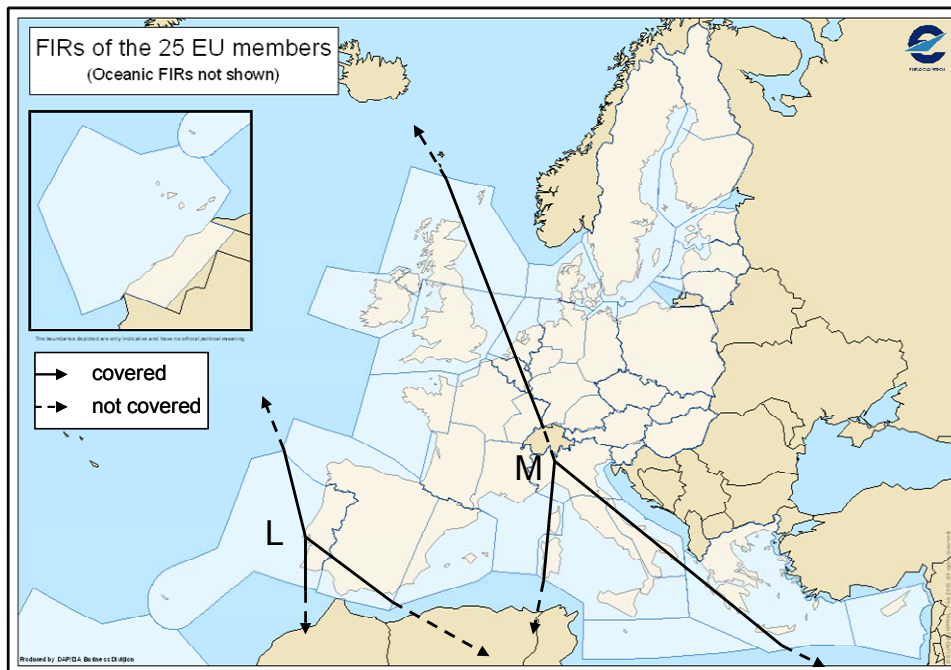 FIRs of the 25 EU members
(Oceanic FIRs not shown)
EUROCONTROL
The boundaries depicted are only indicative and have no official political meaning
covered
not covered
M
L
Produced by DAP/DIA Business Division